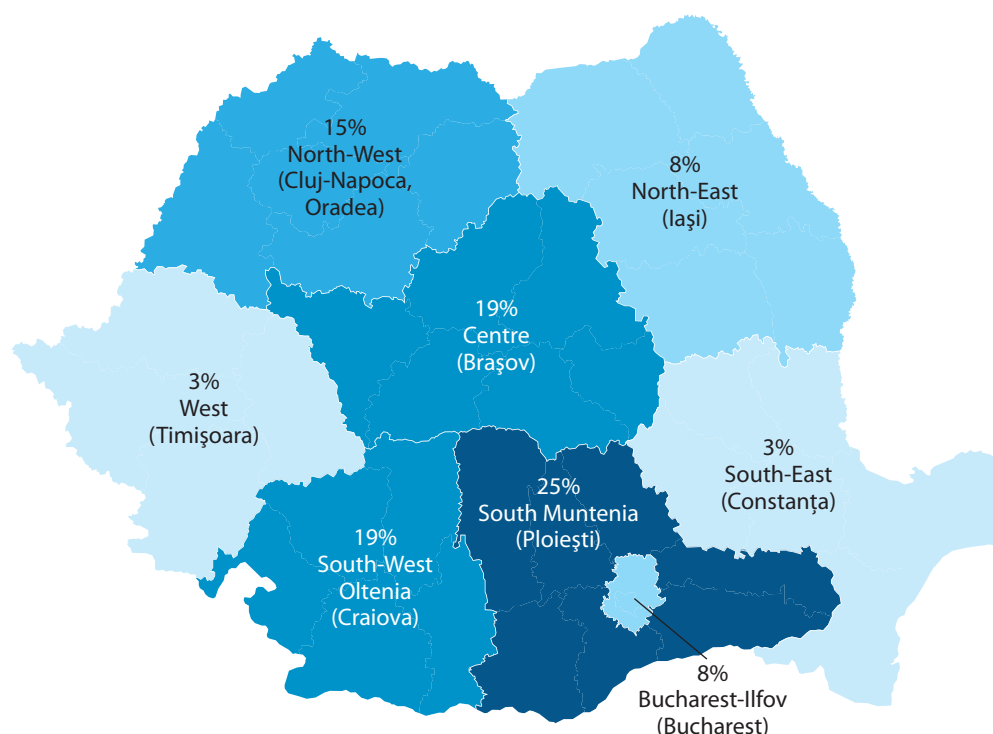 15%
North-West
(Cluj-Napoca,
Oradea)
8%
North-East
(Iaşi)
19%
Centre
(Braşov)
3%
West
(Timişoara)
3%
South-East
(Constanţa)
25%
South Muntenia
(Ploieşti)
19%
South-West
Oltenia
(Craiova)
8%
Bucharest-Ilfov
(Bucharest)